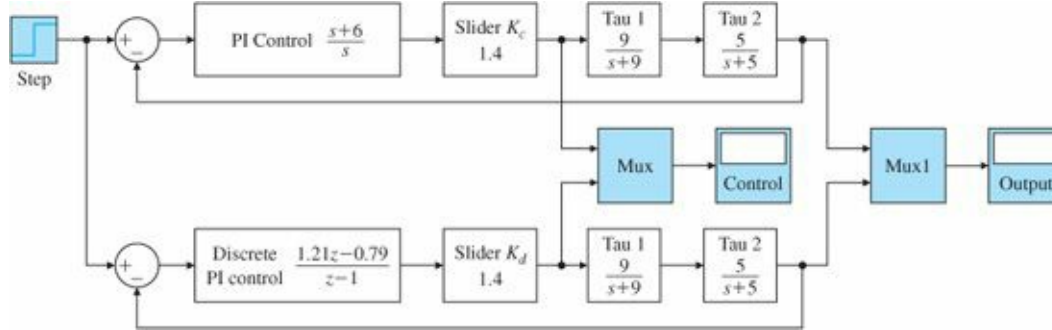 Step
+
−
PI Control s+6
s
Slider Kc
1.4
Tau 1
9
s+9
Tau 2
5
s+5
Mux
Control
Mux1
Output
+
−
Discrete
PI control
1.21z−0.79
z−1
Slider Kd
1.4
Tau 1
9
s+9
Tau 2
5
s+5